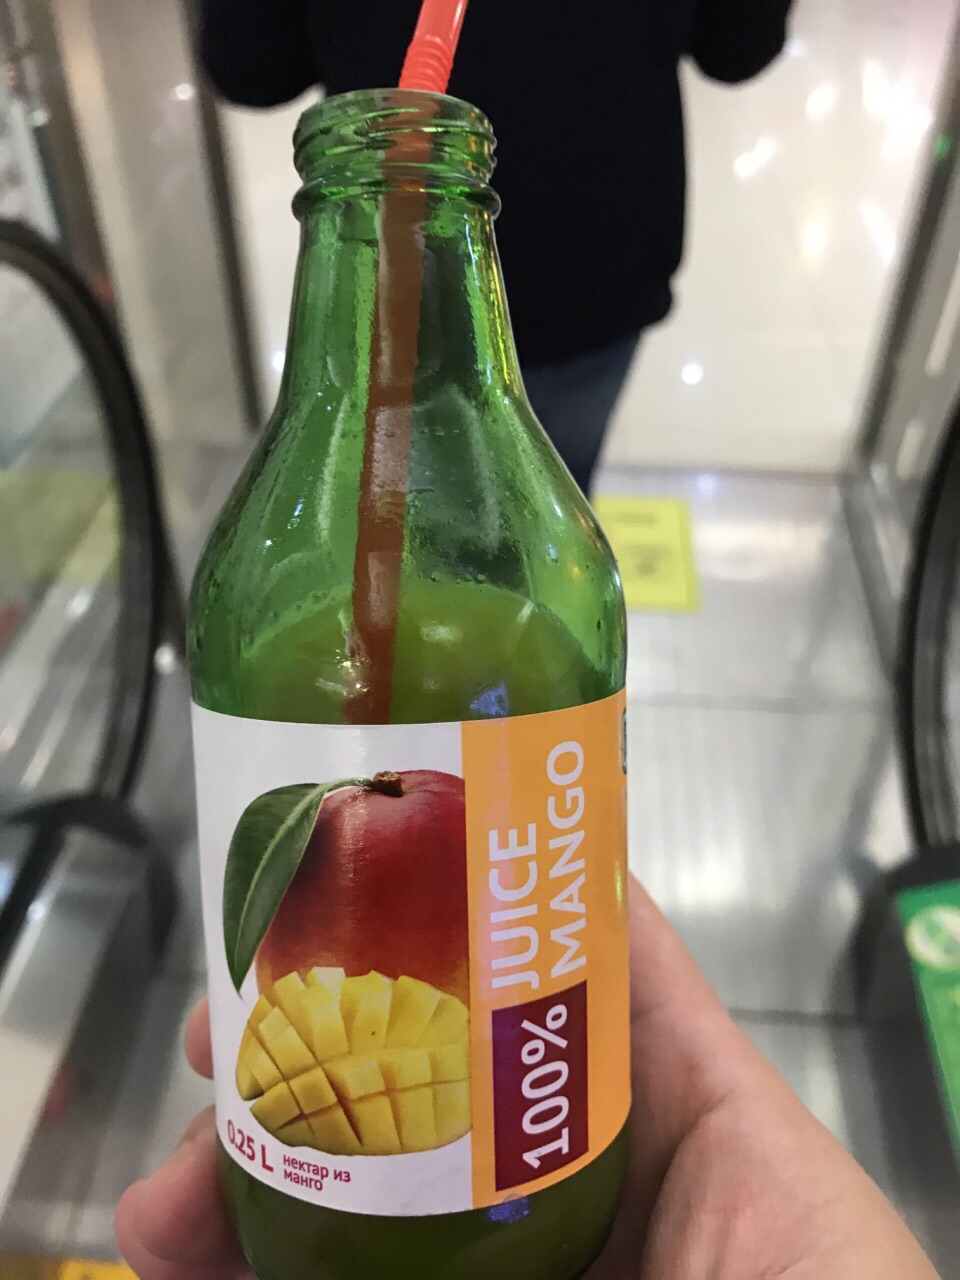 100% JUICE
MANGO
0.25 L
нектар из
манго